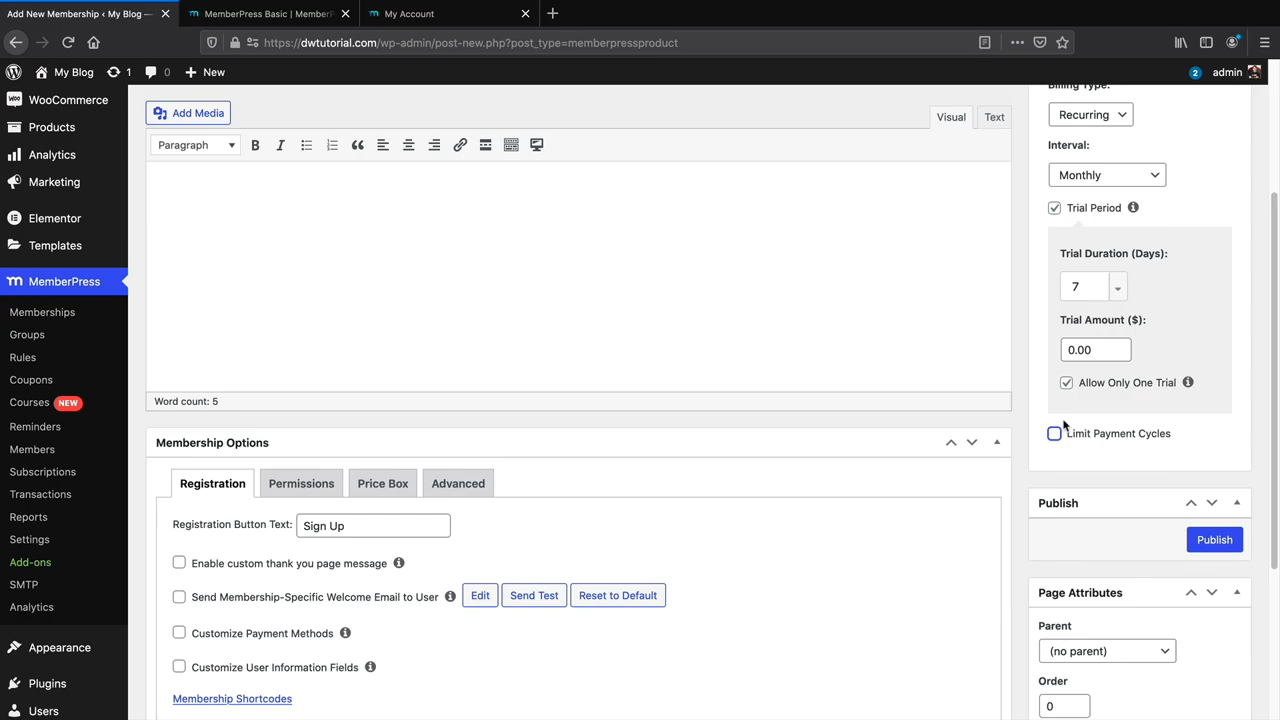 Add New Membership ‹ My Blog —
MemberPress Basic | MemberP
My Account
https://dwtutorial.com/wp-admin/post-new.php?post_type=memberpressproduct
My Blog
1
0
New
2
admin
WooCommerce
Products
Analytics
Marketing
Elementor
Templates
MemberPress
Memberships
Groups
Rules
Coupons
Courses NEW
Reminders
Members
Subscriptions
Transactions
Reports
Settings
Add-ons
SMTP
Analytics
Appearance
Plugins
Users
Add Media
Visual
Text
Paragraph
Word count: 5
Membership Options
Registration
Permissions
Price Box
Advanced
Registration Button Text: Sign Up
Enable custom thank you page message
Send Membership-Specific Welcome Email to User Edit Send Test Reset to Default
Customize Payment Methods
Customize User Information Fields
Membership Shortcodes
Billing Type:
Recurring
Interval:
Monthly
Trial Period
Trial Duration (Days):
7
Trial Amount ($):
0.00
Allow Only One Trial
Limit Payment Cycles
Publish
Publish
Page Attributes
Parent
(no parent)
Order
0